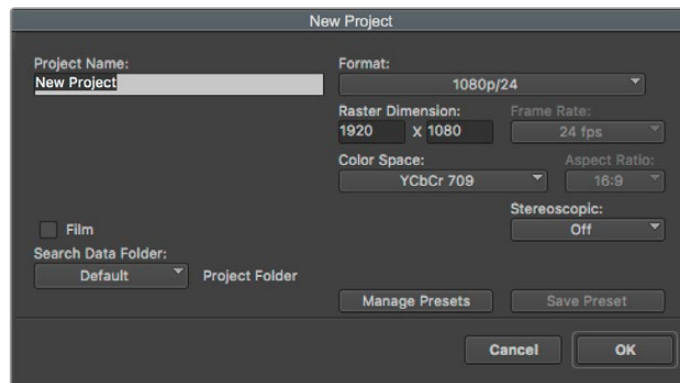 New Project
Project Name:
New Project
Film
Search Data Folder:
Default Project Folder
Format:
1080p/24
Raster Dimension: Frame Rate:
1920 X 1080 24 fps
Color Space: Aspect Ratio:
YCbCr 709 16:9
Stereoscopic:
Off
Manage Presets Save Preset
Cancel OK